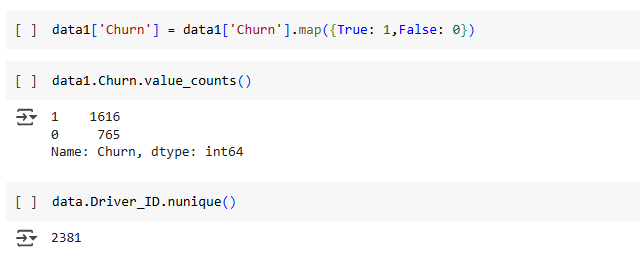 [ ] data1['Churn'] = data1['Churn'].map({True: 1,False: 0})
[ ] data1.Churn.value_counts()
1    1616
0     765
Name: Churn, dtype: int64
[ ] data.Driver_ID.nunique()
2381